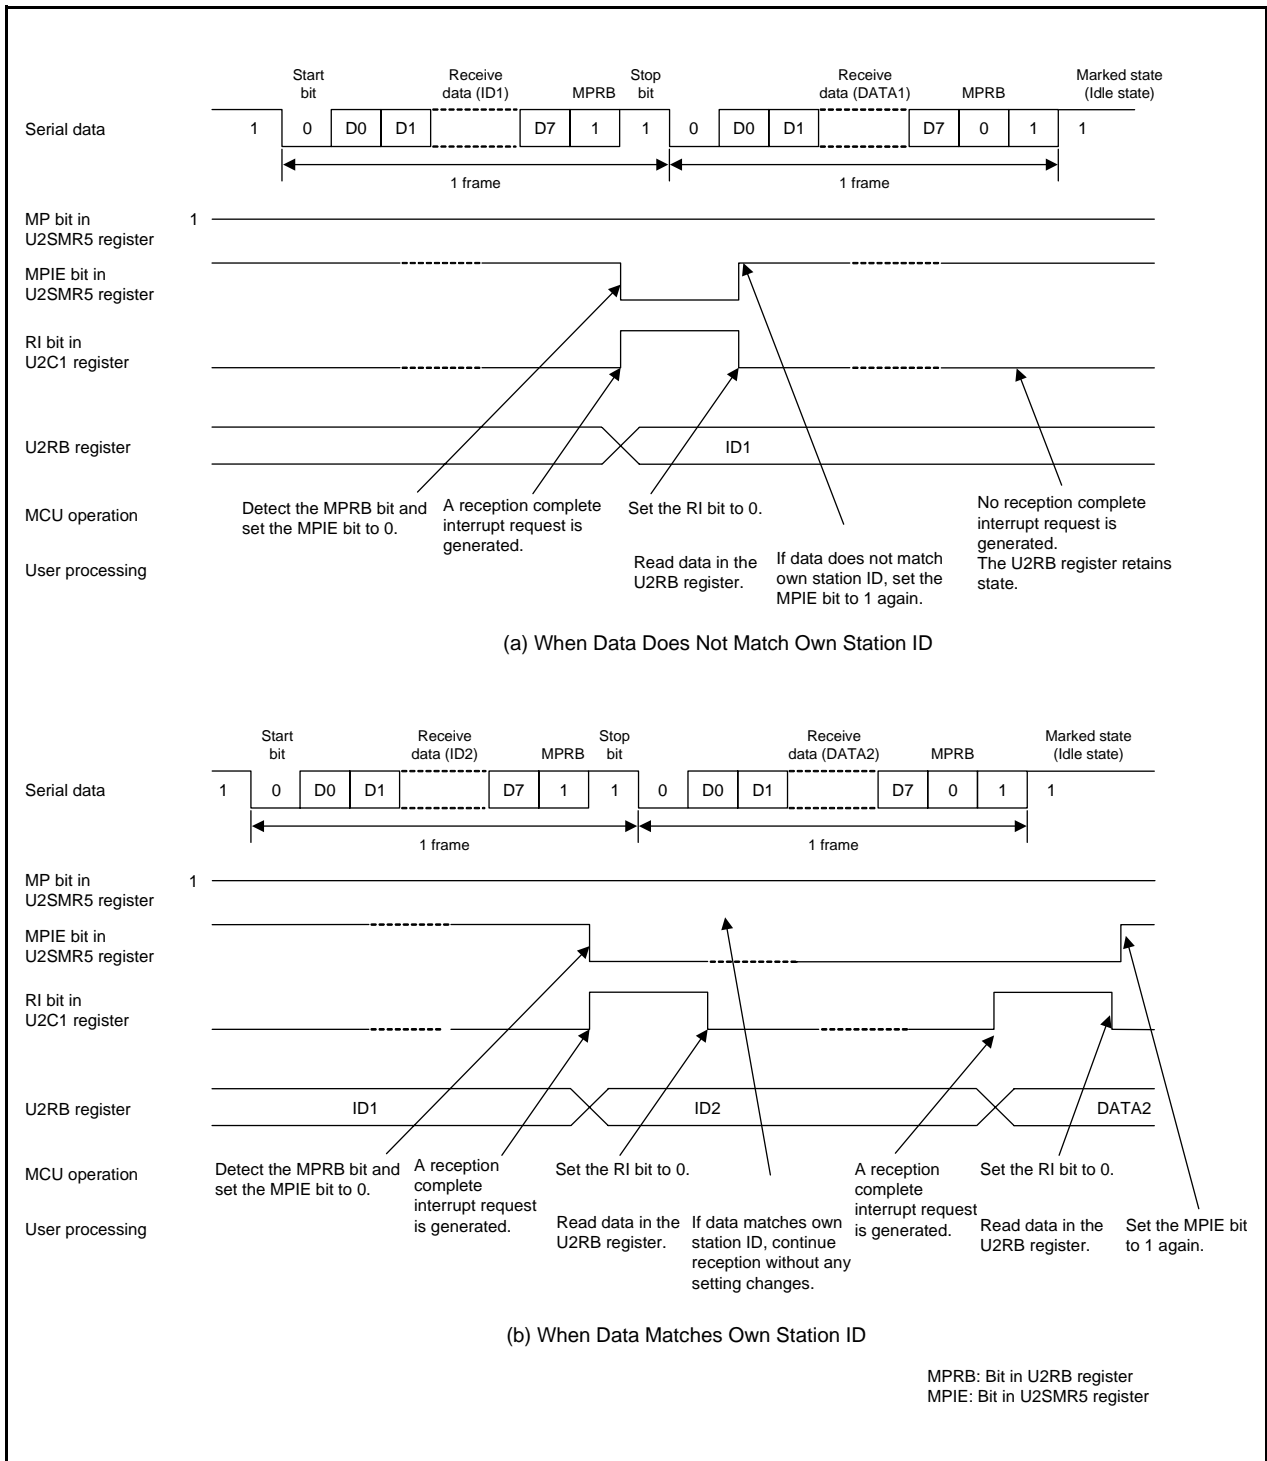 Start bit
Receive data (ID1)
MPRB
Stop bit
Receive data (DATA1)
MPRB
Marked state (Idle state)
Serial data
1 0 D0 D1 D7 1 1 0 D0 D1 D7 0 1 1
1 frame
1 frame
MP bit in
U2SMR5 register
1
MPIE bit in
U2SMR5 register
RI bit in
U2C1 register
U2RB register
ID1
MCU operation
Detect the MPRB bit and
set the MPIE bit to 0.
A reception complete
interrupt request is
generated.
Set the RI bit to 0.
No reception complete
interrupt request is
generated.
The U2RB register retains
state.
User processing
Read data in the
U2RB register.
If data does not match
own station ID, set the
MPIE bit to 1 again.
(a) When Data Does Not Match Own Station ID
Start bit
Receive data (ID2)
MPRB
Stop bit
Receive data (DATA2)
MPRB
Marked state (Idle state)
Serial data
1 0 D0 D1 D7 1 1 0 D0 D1 D7 0 1 1
1 frame
1 frame
MP bit in
U2SMR5 register
1
MPIE bit in
U2SMR5 register
RI bit in
U2C1 register
U2RB register
ID1
ID2
DATA2
MCU operation
Detect the MPRB bit and
set the MPIE bit to 0.
A reception
complete
interrupt request
is generated.
Set the RI bit to 0.
A reception
complete
interrupt request
is generated.
Set the RI bit to 0.
User processing
Read data in the
U2RB register.
If data matches own
station ID, continue
reception without any
setting changes.
Read data in the
U2RB register.
Set the MPIE bit
to 1 again.
(b) When Data Matches Own Station ID
MPRB: Bit in U2RB register
MPIE: Bit in U2SMR5 register